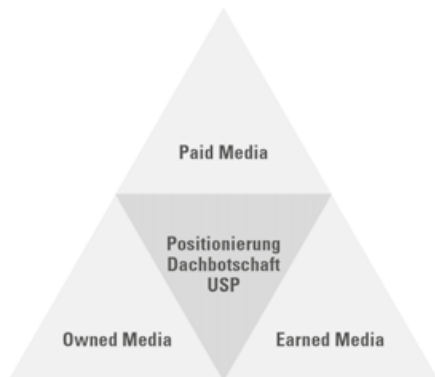 Paid Media
Positionierung
Dachbotschaft
USP
Owned Media
Earned Media